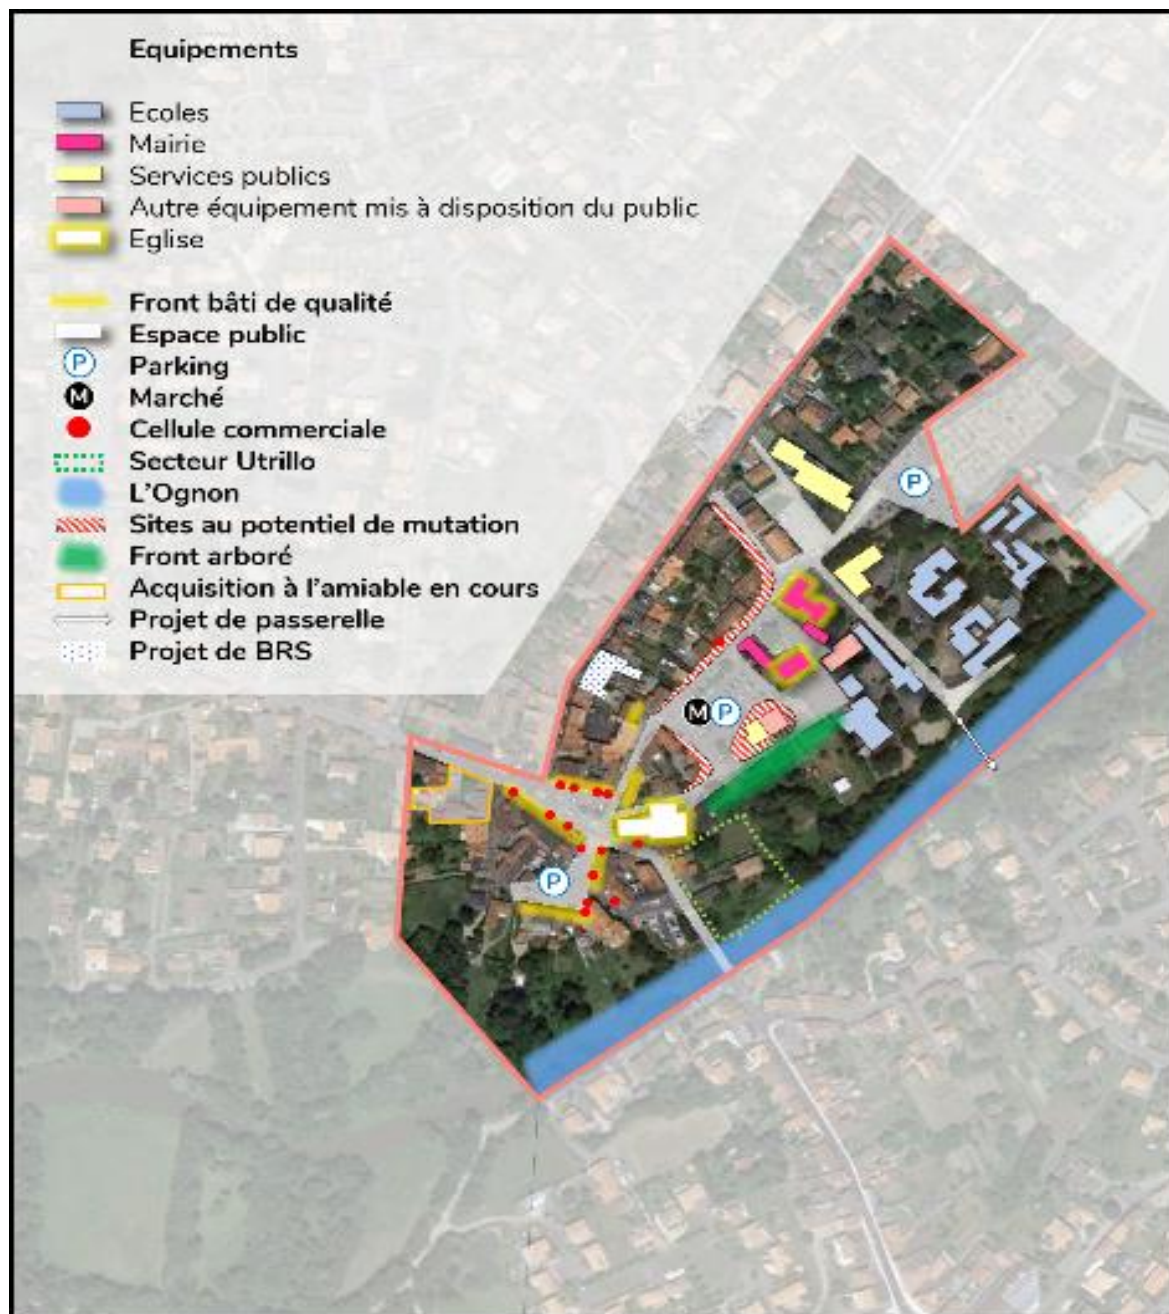 Equipements
Ecoles
Mairie
Services publics
Autre équipement mis à disposition du public
Eglise
Front bâti de qualité
Espace public
P Parking
M Marché
Cellule commerciale
Secteur Utrillo
L'Ognon
Sites au potentiel de mutation
Front arboré
Acquisition à l'amiable en cours
Projet de passerelle
Projet de BRS
P
M P
P